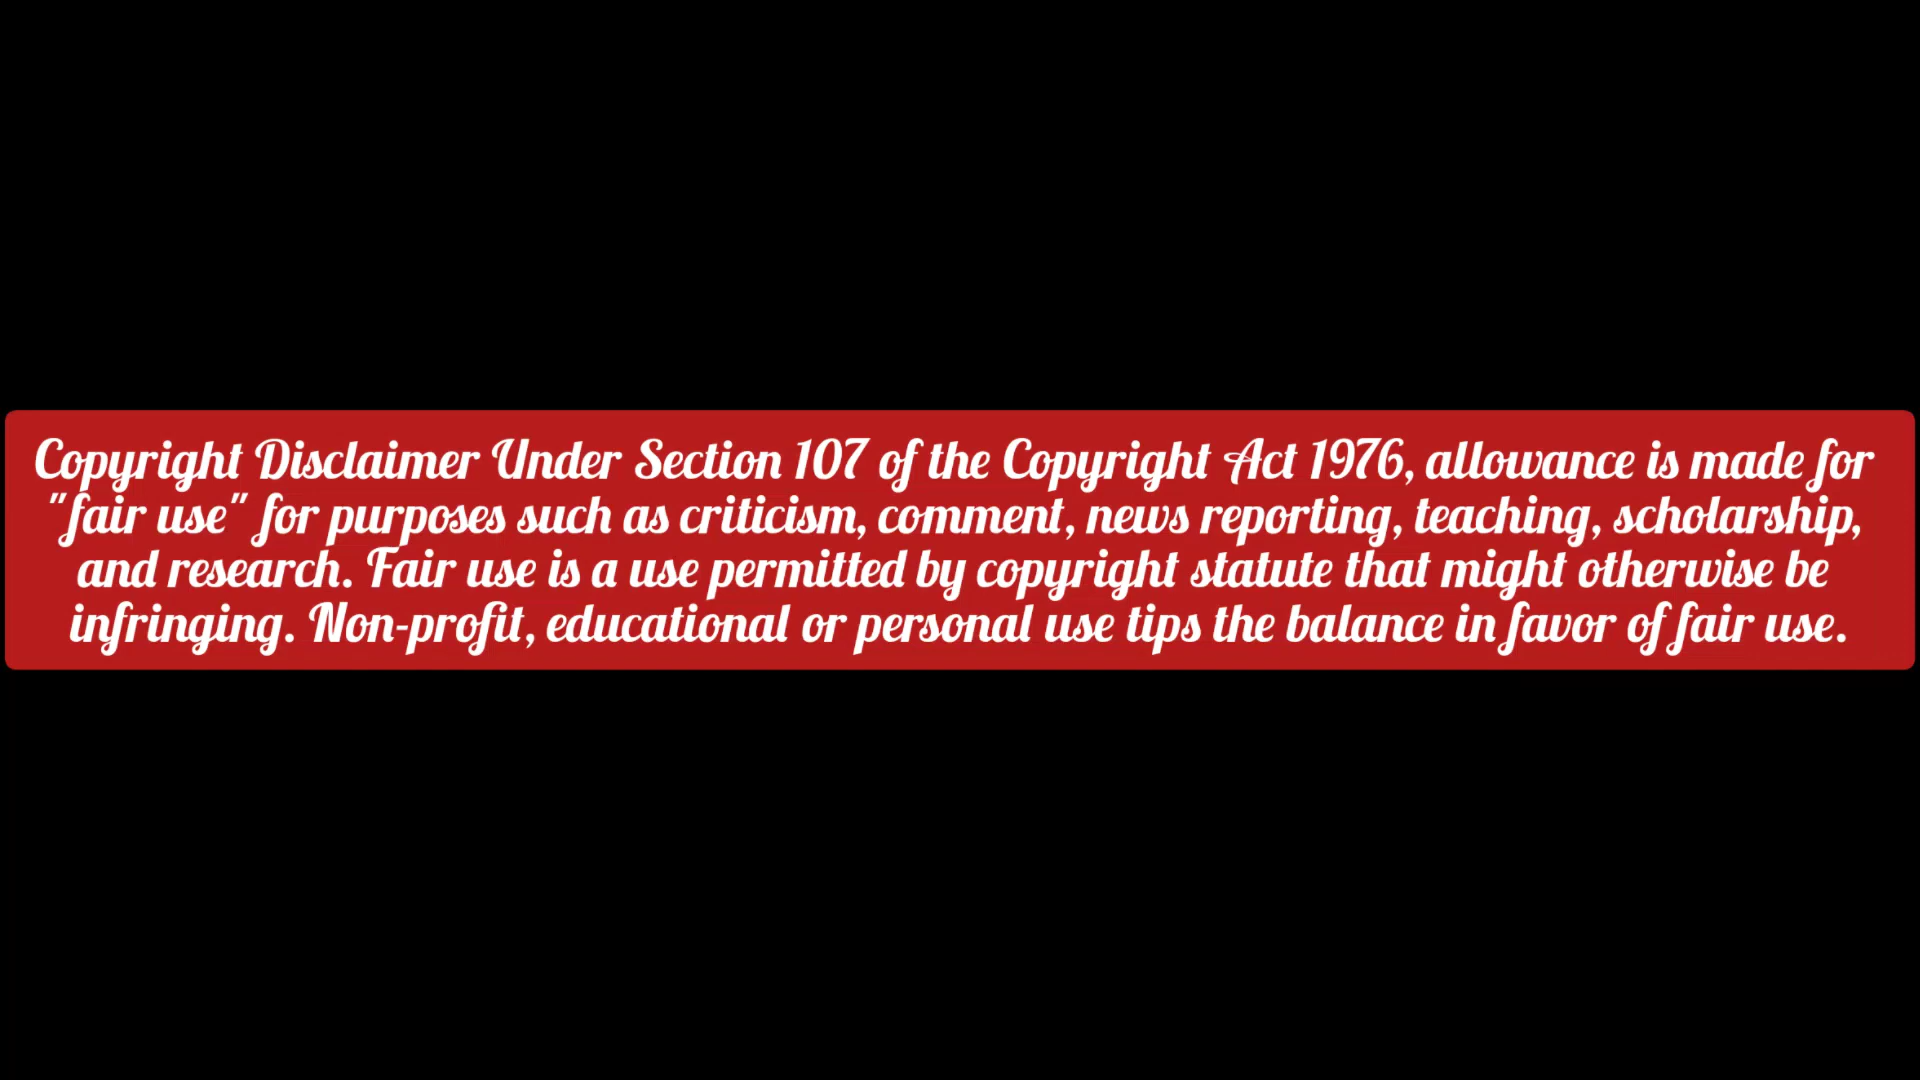 Copyright Disclaimer Under Section 107 of the Copyright Act 1976, allowance is made for
"fair use" for purposes such as criticism, comment, news reporting, teaching, scholarship,
and research. Fair use is a use permitted by copyright statute that might otherwise be
infringing. Non-profit, educational or personal use tips the balance in favor of fair use.